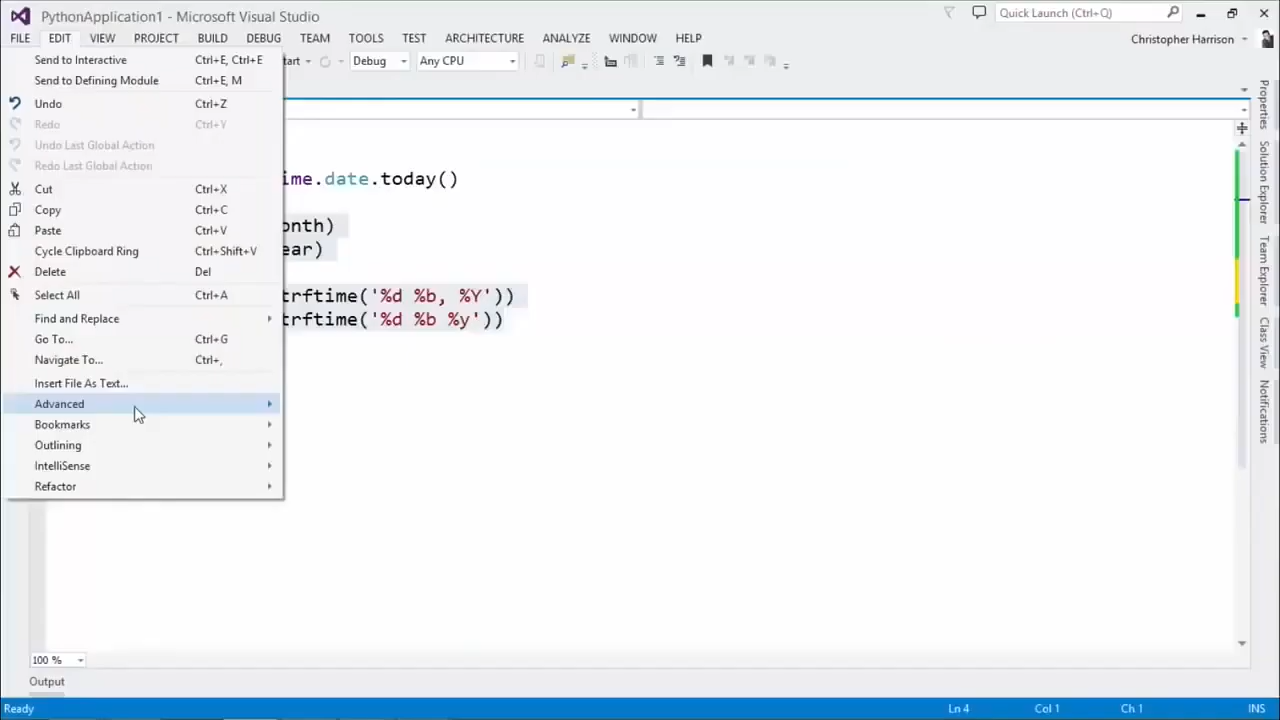 PythonApplication1 - Microsoft Visual Studio
Quick Launch (Ctrl+Q)
FILE EDIT VIEW PROJECT BUILD DEBUG TEAM TOOLS TEST ARCHITECTURE ANALYZE WINDOW HELP
Christopher Harrison
Send to Interactive Ctrl+E, Ctrl+E
tart Debug Any CPU
Send to Defining Module Ctrl+E, M
Undo Ctrl+Z
Redo Ctrl+Y
Undo Last Global Action
Redo Last Global Action
ime.date.today()
Cut Ctrl+X
Copy Ctrl+C
onth)
Paste Ctrl+V
ear)
Cycle Clipboard Ring Ctrl+Shift+V
Delete Del
Select All Ctrl+A
trftime('%d %b, %Y'))
Find and Replace
trftime('%d %b %y'))
Go To... Ctrl+G
Navigate To... Ctrl+,
Insert File As Text...
Advanced
Bookmarks
Outlining
IntelliSense
Refactor
Properties
Solution Explorer
Team Explorer
Class View
Notifications
100 %
Output
Ready Ln 4 Col 1 Ch 1 INS